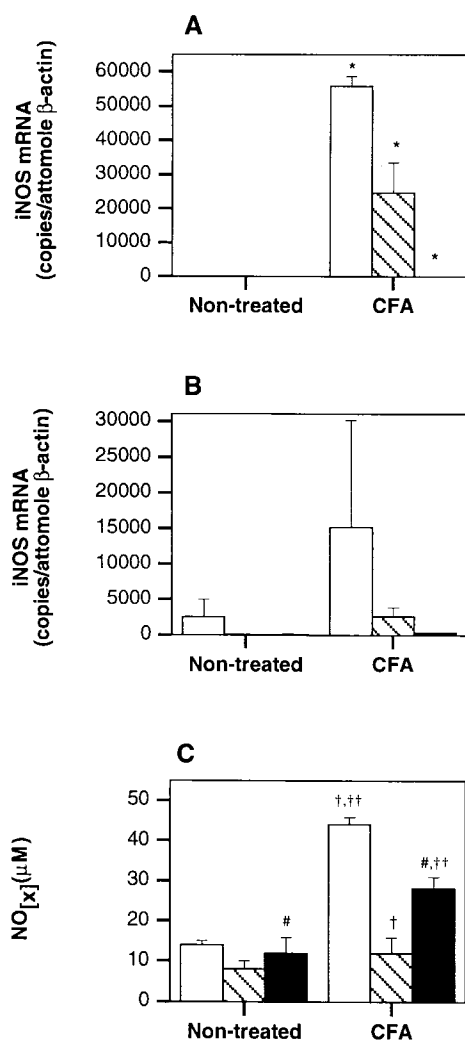 A
iNOS mRNA
(copies/attomole β-actin)
60000
50000
40000
30000
20000
10000
0
*
*
*
Non-treated
CFA
B
iNOS mRNA
(copies/attomole β-actin)
30000
25000
20000
15000
10000
5000
0
Non-treated
CFA
C
NO[x](μM)
50
40
30
20
10
0
#
†,††
†
#,††
Non-treated
CFA